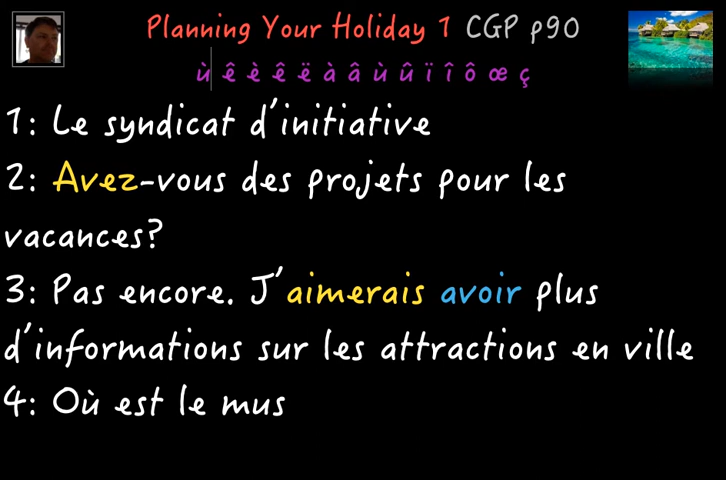 Planning Your Holiday 1 CGP p90
ù ê è ê ë à â ù û ï î ô œ ç
1: Le syndicat d'initiative
2: Avez-vous des projets pour les
vacances?
3: Pas encore. J'aimerais avoir plus
d'informations sur les attractions en ville
4: Où est le mus